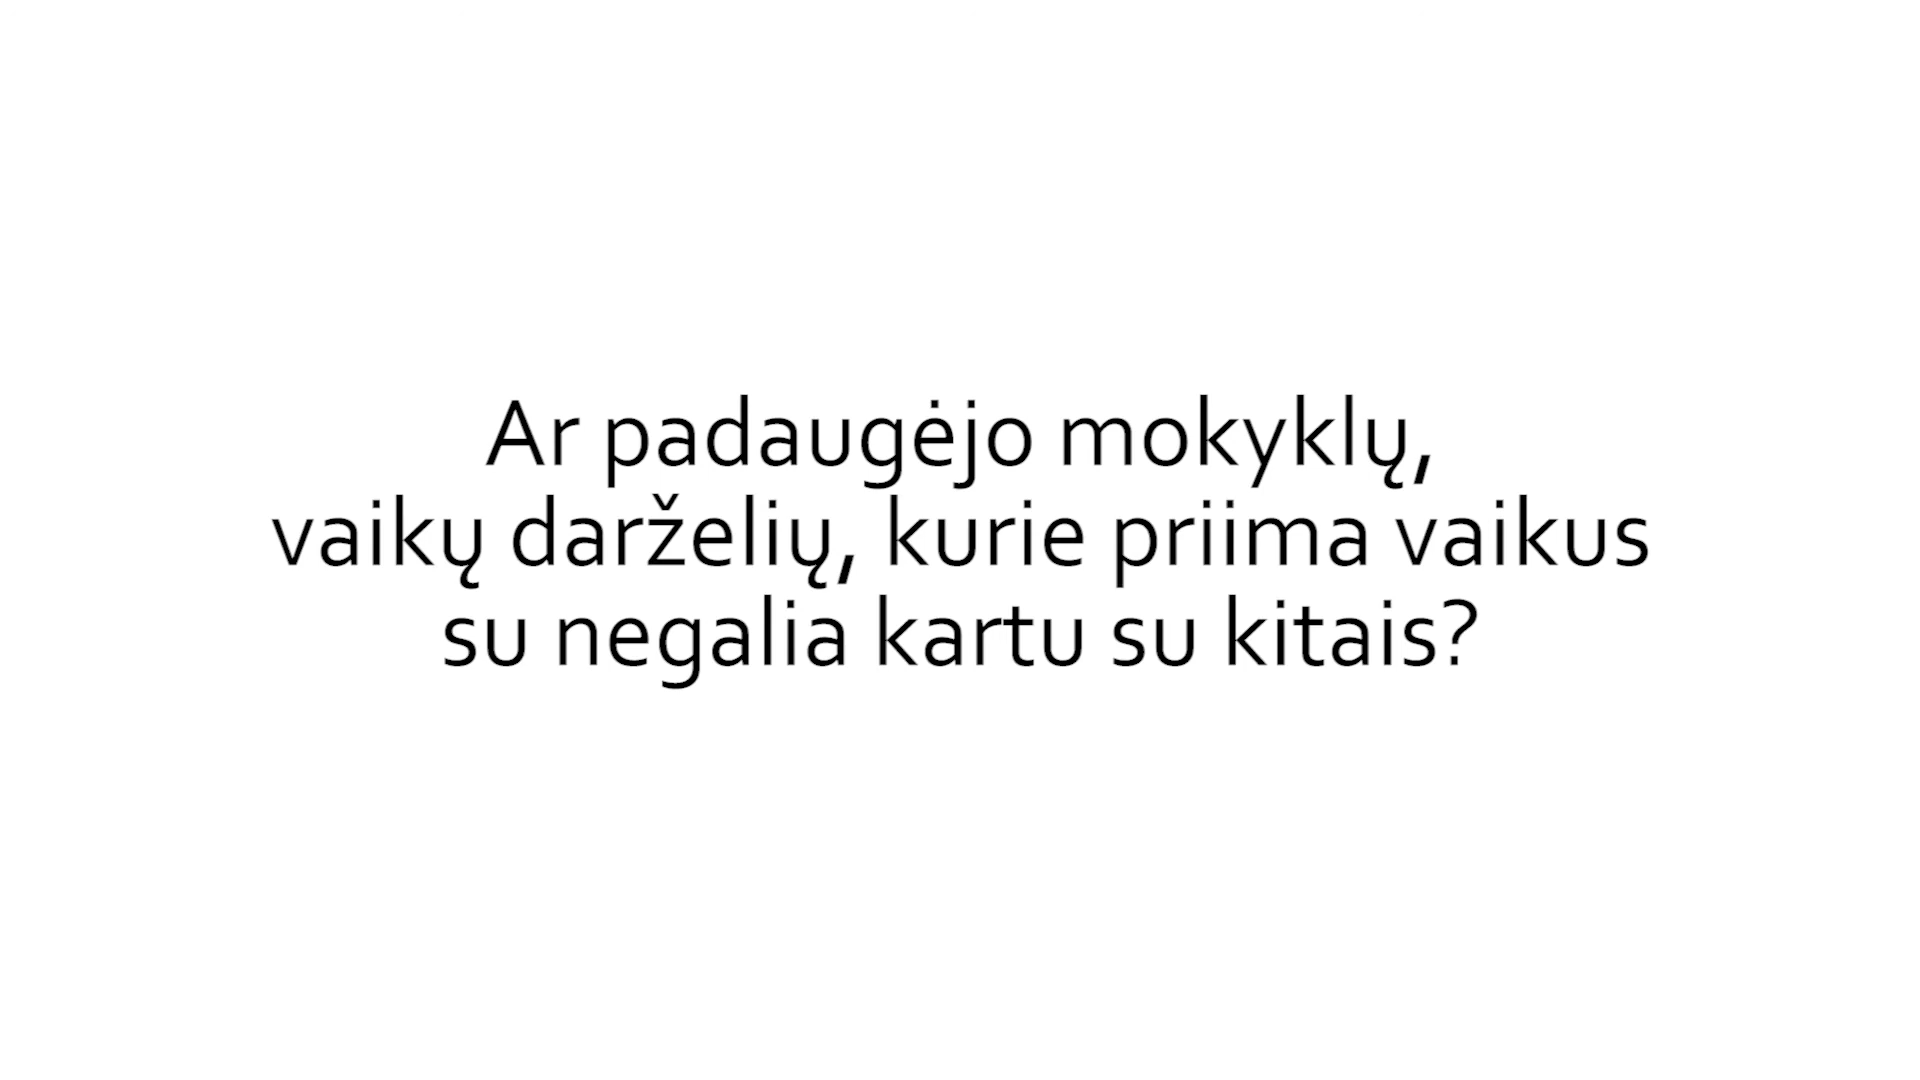 Ar padaugėjo mokyklų,
vaikų darželių, kurie priima vaikus
su negalia kartu su kitais?